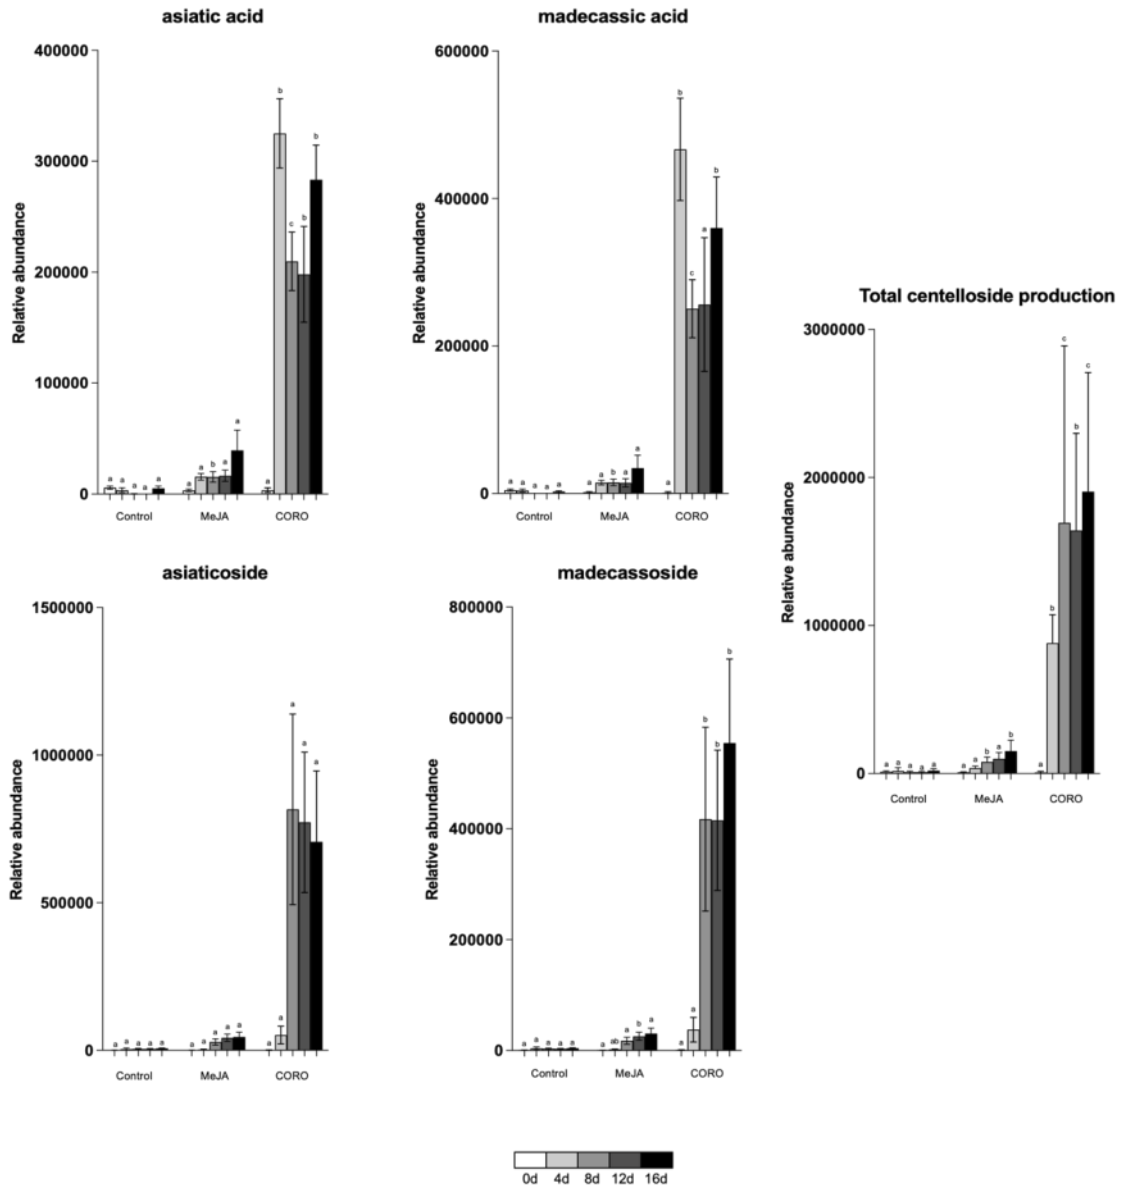 asiatic acid
400000
300000
200000
100000
0
Relative abundance
a a a a a
a a b a a
a b c b b
Control MeJA CORO
madecassic acid
600000
400000
200000
0
Relative abundance
a a a a a
a a b a a
a b c a b
Control MeJA CORO
asiaticoside
1500000
1000000
500000
0
Relative abundance
a a a a a
a a a a a
a a a a a
Control MeJA CORO
madecassoside
800000
600000
400000
200000
0
Relative abundance
a a a a a
a ab a b a
a a b b b
Control MeJA CORO
Total centelloside production
3000000
2000000
1000000
0
Relative abundance
a a a a a
a a b a b
a b c b c
Control MeJA CORO
0d 4d 8d 12d 16d